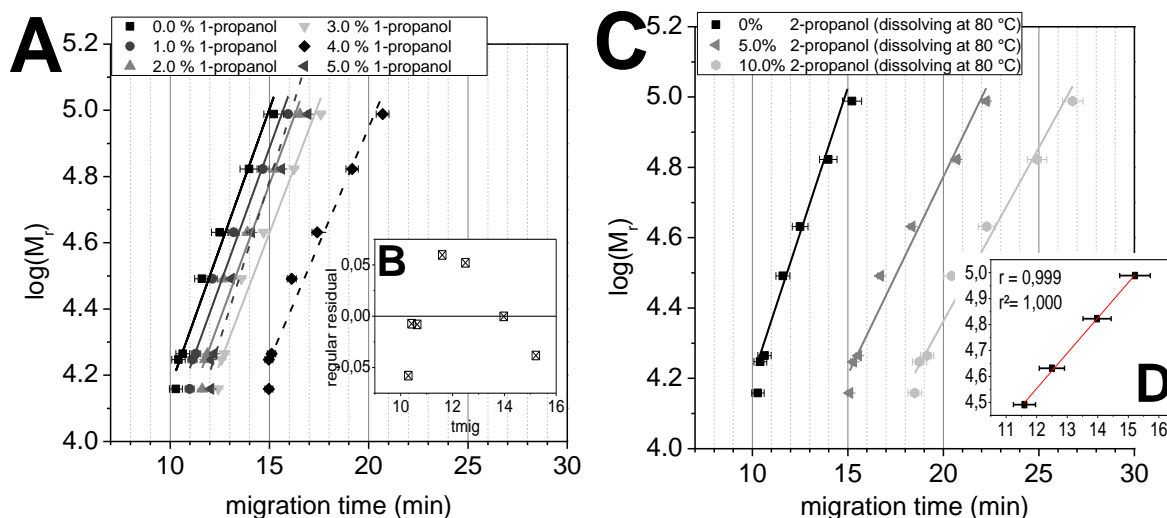 A
0.0 % 1-propanol 3.0 % 1-propanol
1.0 % 1-propanol 4.0 % 1-propanol
2.0 % 1-propanol 5.0 % 1-propanol
5.2
5.0
4.8
4.6
4.4
4.2
4.0
log(Mr)
10 15 20 25 30
migration time (min)
B
0,05
0,00
-0,05
regular residual
10 12 14 16
tmig
C
0% 2-propanol (dissolving at 80 °C)
5.0% 2-propanol (dissolving at 80 °C)
10.0% 2-propanol (dissolving at 80 °C)
5.2
5.0
4.8
4.6
4.4
4.2
4.0
log(Mr)
10 15 20 25 30
migration time (min)
r = 0,999
r²= 1,000
5,0
4,9
4,8
4,7
4,6
4,5
11 12 13 14 15 16
D